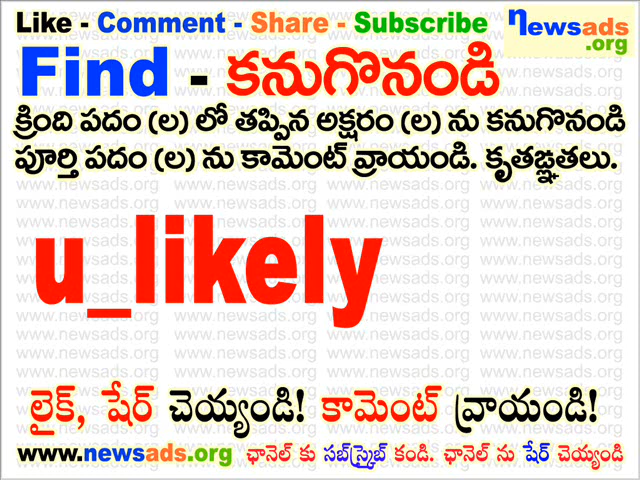 Like - Comment - Share - Subscribe
newsads
.org
Find - కనుగొనండి
క్రింది పదం (ల) లో తప్పిన అక్షరం (ల) ను కనుగొనండి
పూర్తి పదం (ల) ను కామెంట్ వ్రాయండి. కృతఙ్ఞతలు.
u_likely
లైక్, షేర్ చెయ్యండి! కామెంట్ వ్రాయండి!
www.newsads.org ఛానెల్ కు సబ్‌స్క్రైబ్ కండి. ఛానెల్ ను షేర్ చెయ్యండి